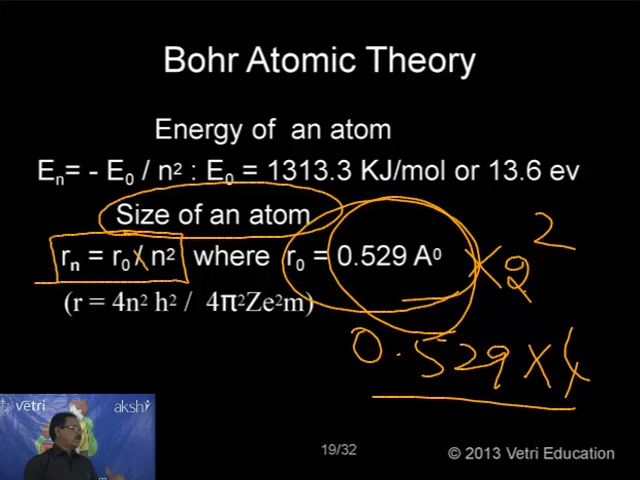 Bohr Atomic Theory
Energy of an atom
Eₙ= - E₀ / n² : E₀ = 1313.3 KJ/mol or 13.6 ev
Size of an atom
rₙ = r₀ / n² where r₀ = 0.529 A⁰ × 2²
(r = 4n² h² / 4π²Ze²m)
0.529 × 4
vetri akshy
19/32
© 2013 Vetri Education